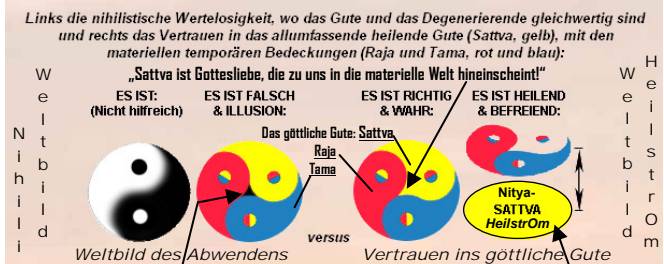 Links die nihilistische Wertelosigkeit, wo das Gute und das Degenerierende gleichwertig sind
und rechts das Vertrauen in das allumfassende heilende Gute (Sattva, gelb), mit den
materiellen temporären Bedeckungen (Raja und Tama, rot und blau):
„Sattva ist Gottesliebe, die zu uns in die materielle Welt hineinscheint!“
Nihili
Weltbild
ES IST:
(Nicht hilfreich)
ES IST FALSCH
& ILLUSION:
ES IST RICHTIG
& WAHR:
ES IST HEILEND
& BEFREIEND:
Das göttliche Gute: Sattva
Raja
Tama
Nitya-
SATTVA
HeilstrOm
versus
Weltbild des Abwendens
Vertrauen ins göttliche Gute
Weltbild
HeilstrOm